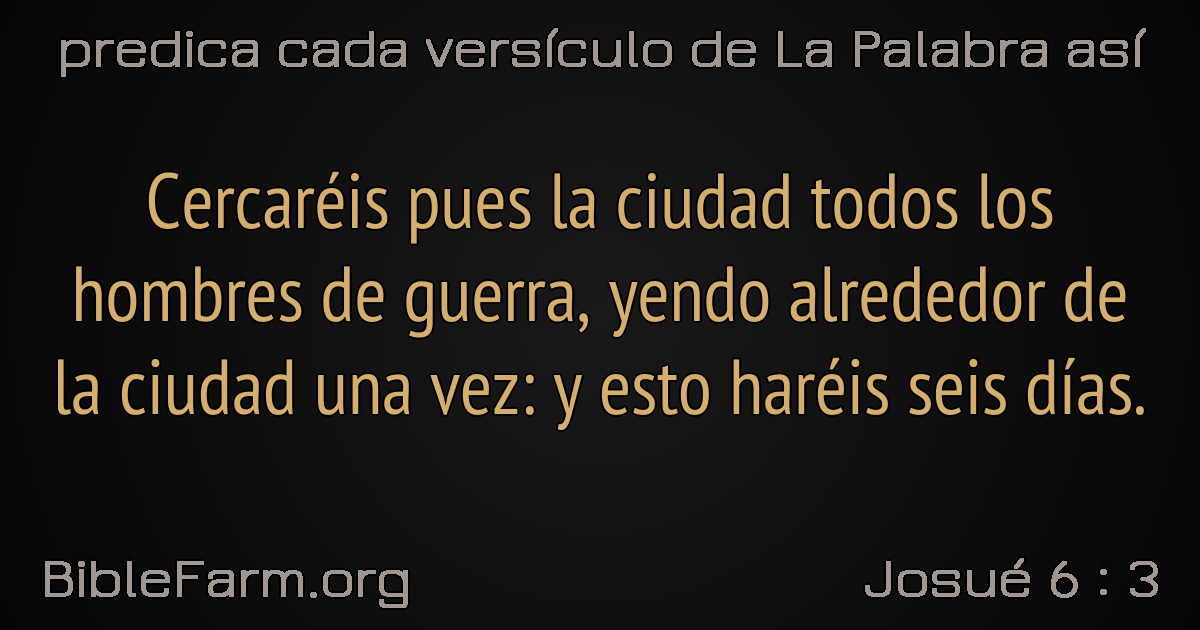 predica cada versículo de La Palabra así
Cercaréis pues la ciudad todos los
hombres de guerra, yendo alrededor de
la ciudad una vez: y esto haréis seis días.
BibleFarm.org
Josué 6 : 3